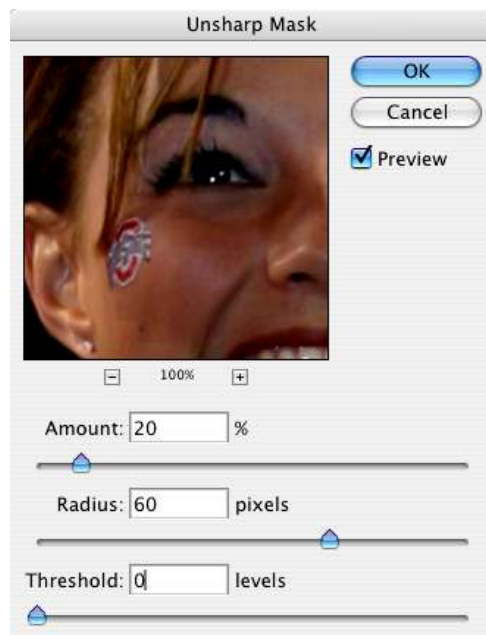 Unsharp Mask
OK
Cancel
Preview
100%
Amount: 20 %
Radius: 60 pixels
Threshold: 0 levels